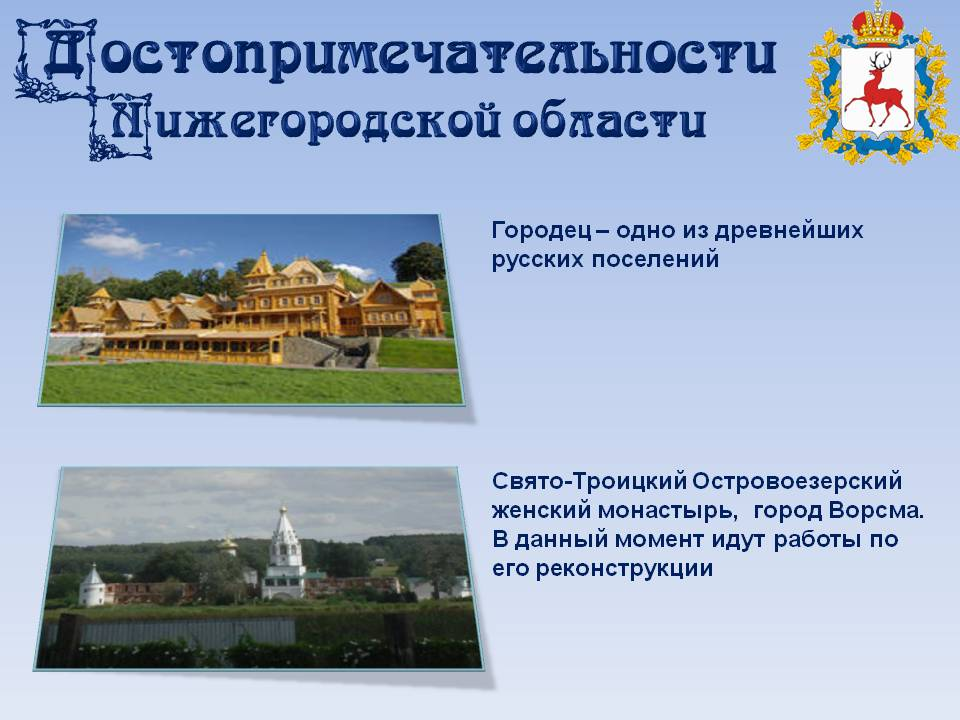 Достопримечательности
Нижегородской области
Городец – одно из древнейших
русских поселений
Свято-Троицкий Островоезерский
женский монастырь, город Ворсма.
В данный момент идут работы по
его реконструкции